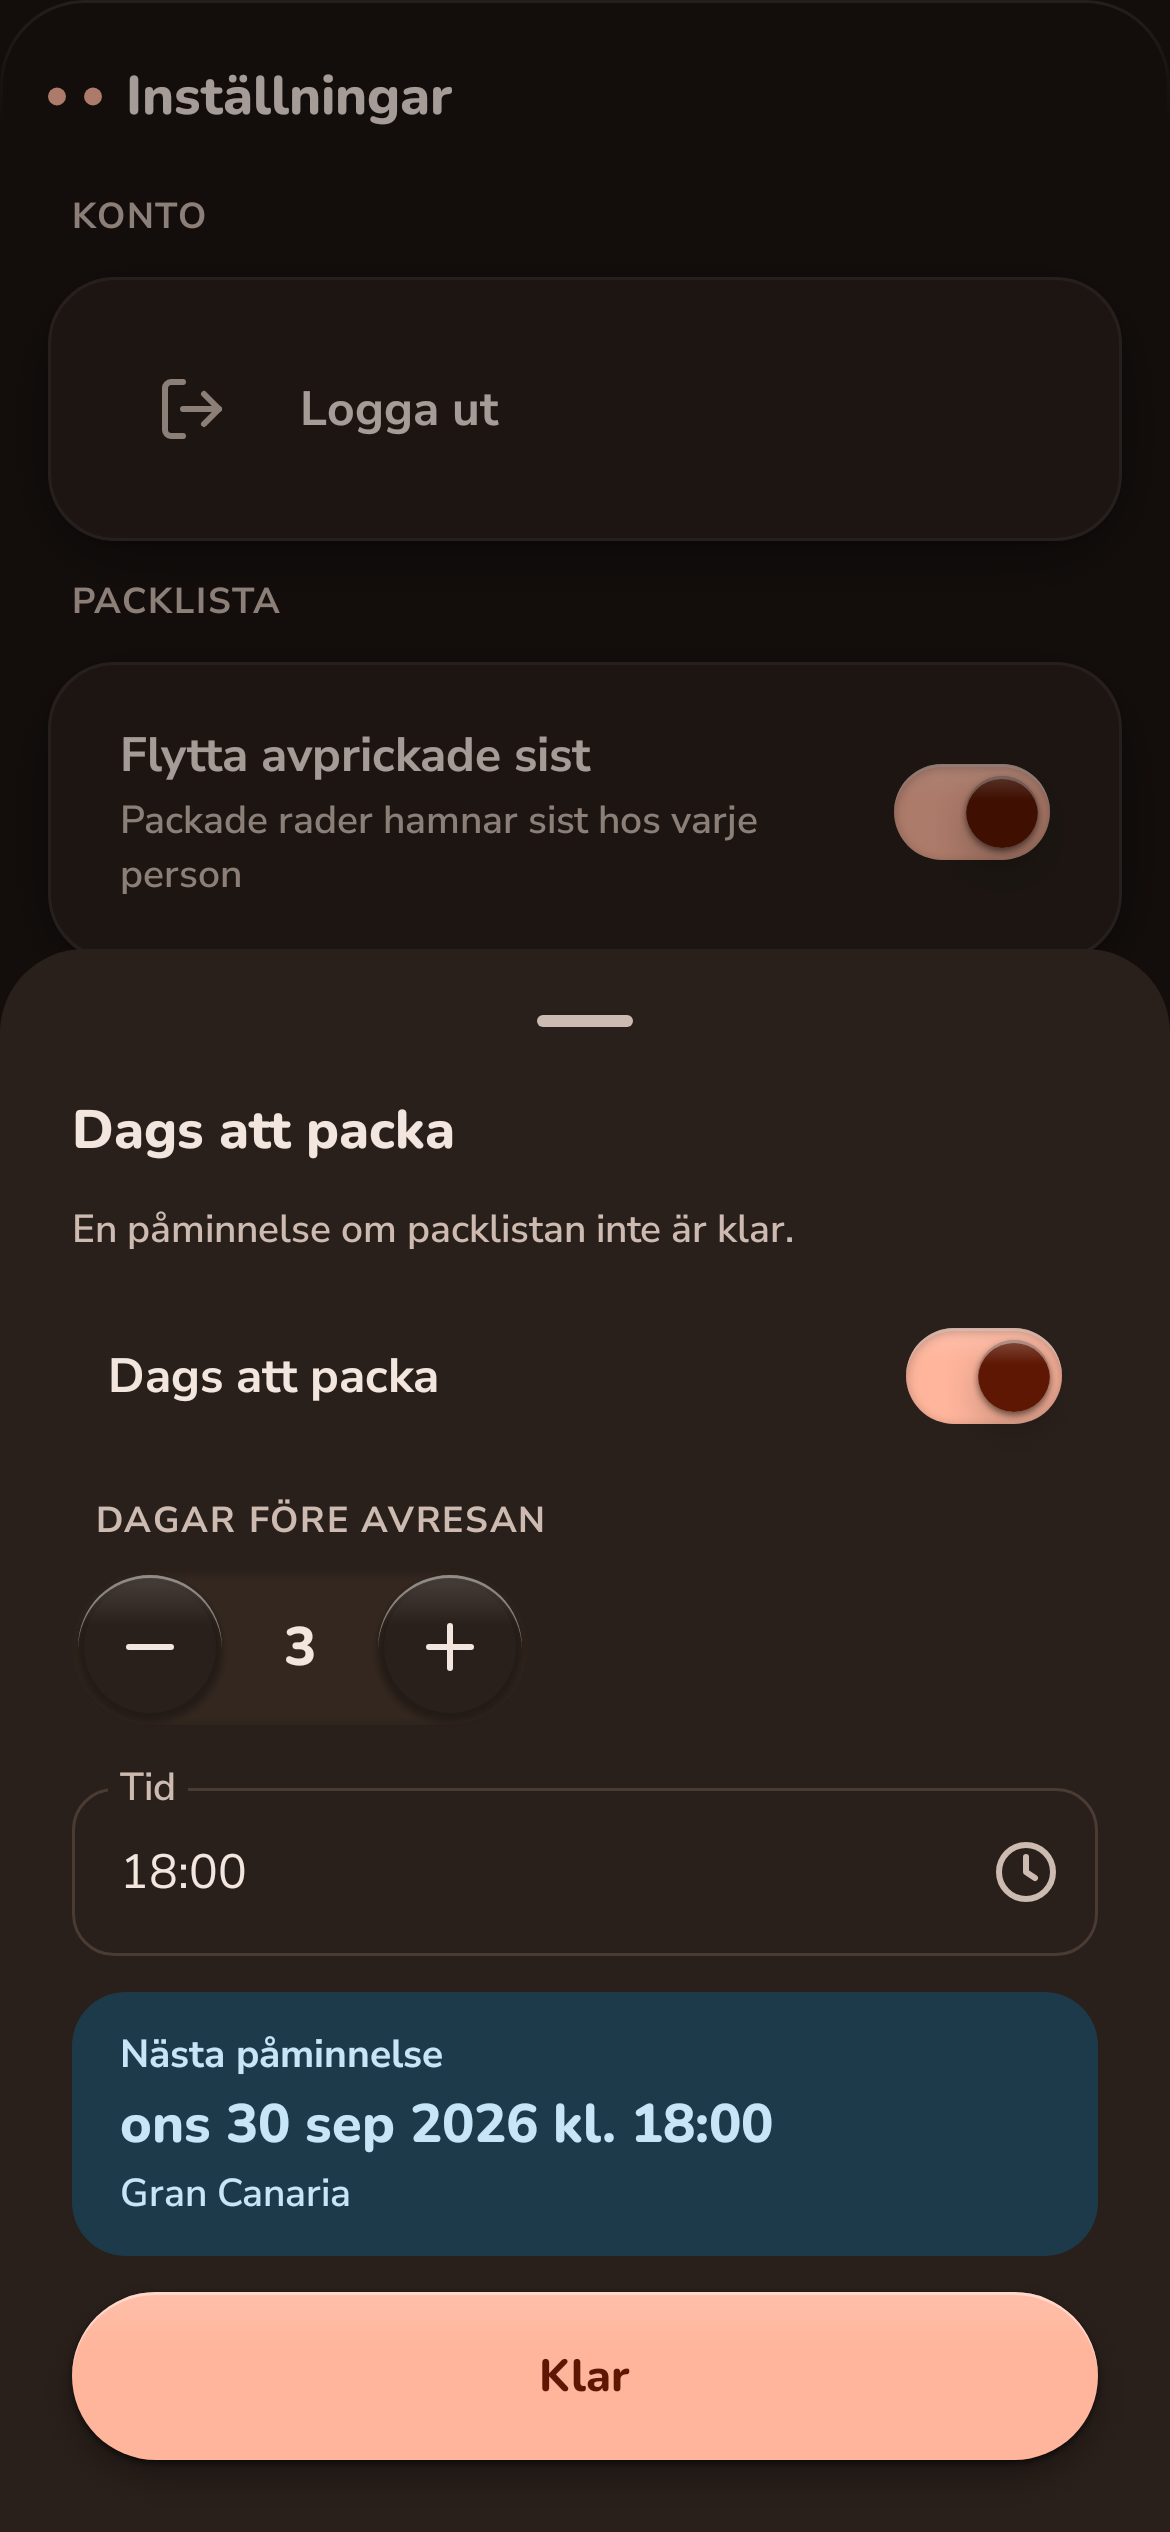 Inställningar
KONTO
Logga ut
PACKLISTA
Flytta avprickade sist
Packade rader hamnar sist hos varje
person
Dags att packa
En påminnelse om packlistan inte är klar.
Dags att packa
DAGAR FÖRE AVRESAN
3
Tid
18:00
Nästa påminnelse
ons 30 sep 2026 kl. 18:00
Gran Canaria
Klar